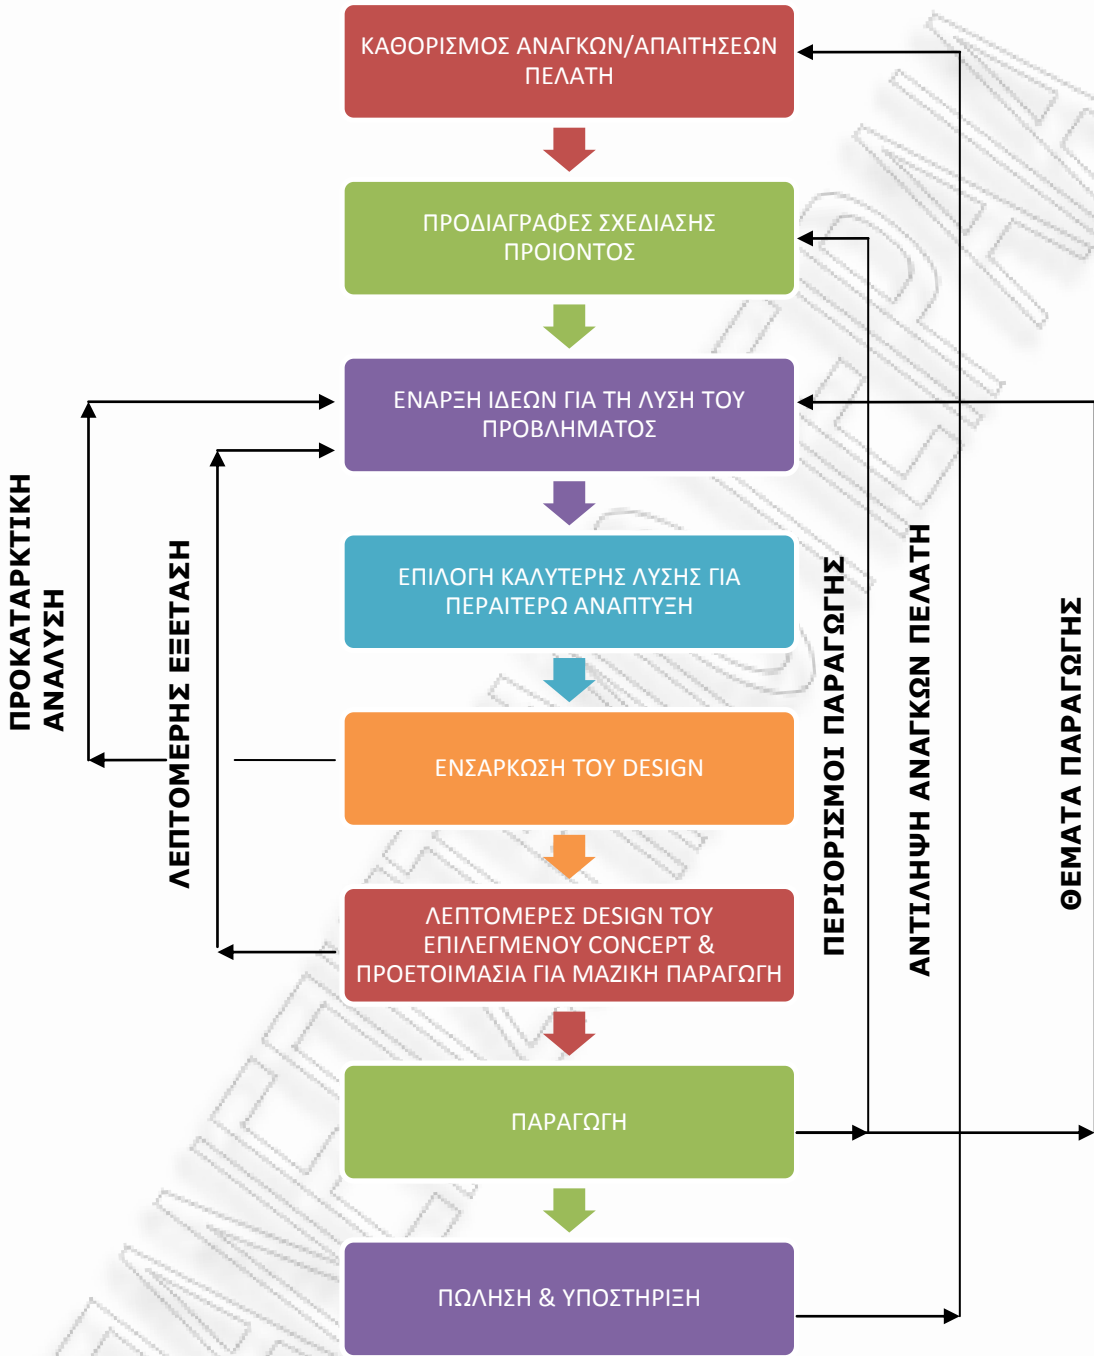 ΚΑΘΟΡΙΣΜΟΣ ΑΝΑΓΚΩΝ/ΑΠΑΙΤΗΣΕΩΝ
ΠΕΛΑΤΗ
ΠΡΟΔΙΑΓΡΑΦΕΣ ΣΧΕΔΙΑΣΗΣ
ΠΡΟΙΟΝΤΟΣ
ΕΝΑΡΞΗ ΙΔΕΩΝ ΓΙΑ ΤΗ ΛΥΣΗ ΤΟΥ
ΠΡΟΒΛΗΜΑΤΟΣ
ΕΠΙΛΟΓΗ ΚΑΛΥΤΕΡΗΣ ΛΥΣΗΣ ΓΙΑ
ΠΕΡΑΙΤΕΡΩ ΑΝΑΠΤΥΞΗ
ΕΝΣΑΡΚΩΣΗ ΤΟΥ DESIGN
ΛΕΠΤΟΜΕΡΕΣ DESIGN ΤΟΥ
ΕΠΙΛΕΓΜΕΝΟΥ CONCEPT &
ΠΡΟΕΤΟΙΜΑΣΙΑ ΓΙΑ ΜΑΖΙΚΗ ΠΑΡΑΓΩΓΗ
ΠΑΡΑΓΩΓΗ
ΠΩΛΗΣΗ & ΥΠΟΣΤΗΡΙΞΗ
ΠΡΟΚΑΤΑΡΚΤΙΚΗ
ΑΝΑΛΥΣΗ
ΛΕΠΤΟΜΕΡΗΣ ΕΞΕΤΑΣΗ
ΠΕΡΙΟΡΙΣΜΟΙ ΠΑΡΑΓΩΓΗΣ
ΑΝΤΙΛΗΨΗ ΑΝΑΓΚΩΝ ΠΕΛΑΤΗ
ΘΕΜΑΤΑ ΠΑΡΑΓΩΓΗΣ